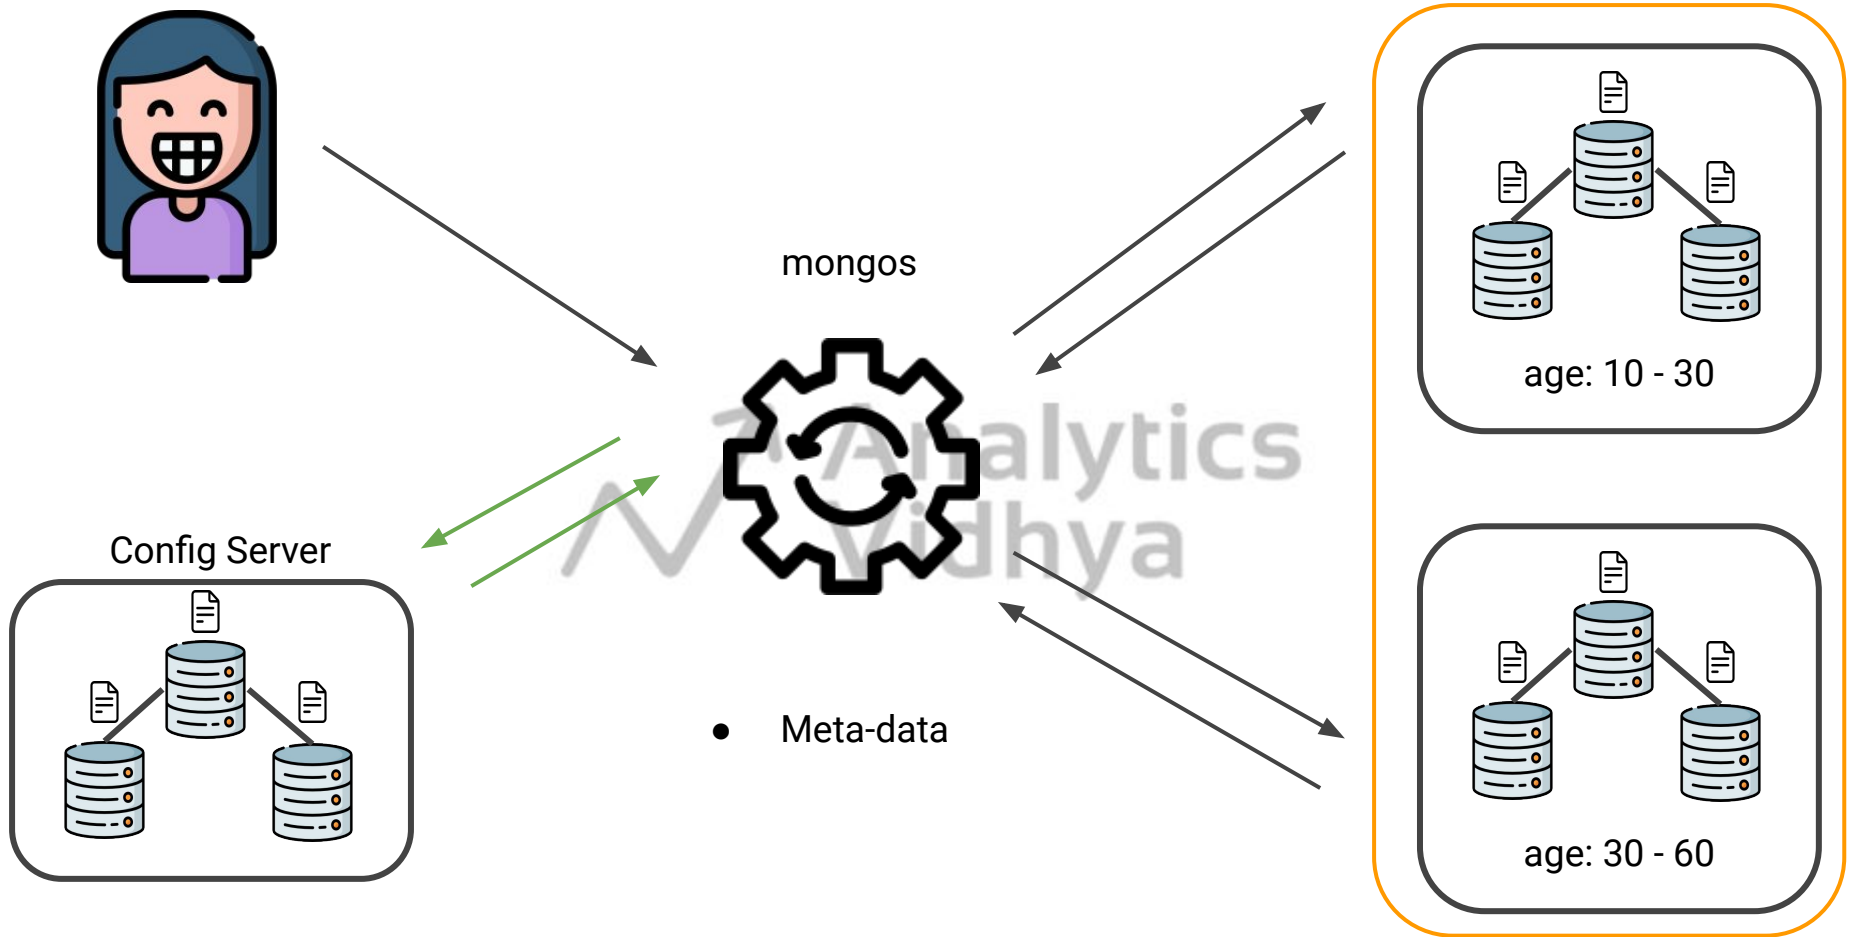 mongos
age: 10 - 30
Analytics
Vidhya
Config Server
● Meta-data
age: 30 - 60